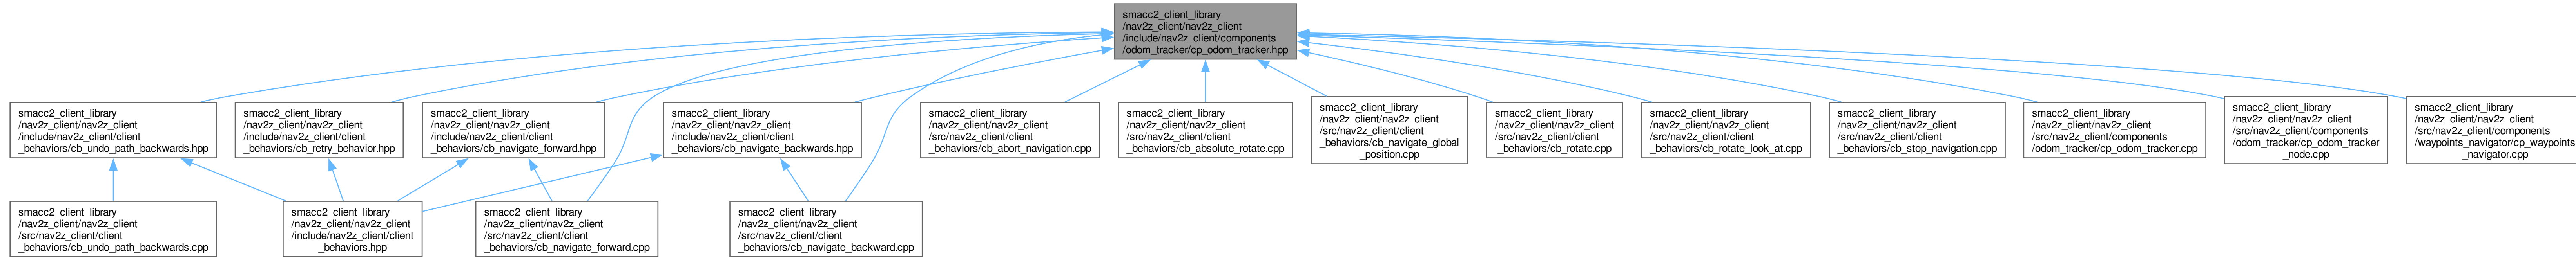 smacc2_client_library
/nav2z_client/nav2z_client
/include/nav2z_client/components
/odom_tracker/cp_odom_tracker.hpp
smacc2_client_library
/nav2z_client/nav2z_client
/include/nav2z_client/client
_behaviors/cb_undo_path_backwards.hpp
smacc2_client_library
/nav2z_client/nav2z_client
/include/nav2z_client/client
_behaviors/cb_retry_behavior.hpp
smacc2_client_library
/nav2z_client/nav2z_client
/include/nav2z_client/client
_behaviors/cb_navigate_forward.hpp
smacc2_client_library
/nav2z_client/nav2z_client
/include/nav2z_client/client
_behaviors/cb_navigate_backwards.hpp
smacc2_client_library
/nav2z_client/nav2z_client
/src/nav2z_client/client
_behaviors/cb_abort_navigation.cpp
smacc2_client_library
/nav2z_client/nav2z_client
/src/nav2z_client/client
_behaviors/cb_absolute_rotate.cpp
smacc2_client_library
/nav2z_client/nav2z_client
/src/nav2z_client/client
_behaviors/cb_navigate_global
_position.cpp
smacc2_client_library
/nav2z_client/nav2z_client
/src/nav2z_client/client
_behaviors/cb_rotate.cpp
smacc2_client_library
/nav2z_client/nav2z_client
/src/nav2z_client/client
_behaviors/cb_rotate_look_at.cpp
smacc2_client_library
/nav2z_client/nav2z_client
/src/nav2z_client/client
_behaviors/cb_stop_navigation.cpp
smacc2_client_library
/nav2z_client/nav2z_client
/src/nav2z_client/components
/odom_tracker/cp_odom_tracker.cpp
smacc2_client_library
/nav2z_client/nav2z_client
/src/nav2z_client/components
/odom_tracker/cp_odom_tracker
_node.cpp
smacc2_client_library
/nav2z_client/nav2z_client
/src/nav2z_client/components
/waypoints_navigator/cp_waypoints
_navigator.cpp
smacc2_client_library
/nav2z_client/nav2z_client
/src/nav2z_client/client
_behaviors/cb_undo_path_backwards.cpp
smacc2_client_library
/nav2z_client/nav2z_client
/include/nav2z_client/client
_behaviors.hpp
smacc2_client_library
/nav2z_client/nav2z_client
/src/nav2z_client/client
_behaviors/cb_navigate_forward.cpp
smacc2_client_library
/nav2z_client/nav2z_client
/src/nav2z_client/client
_behaviors/cb_navigate_backward.cpp